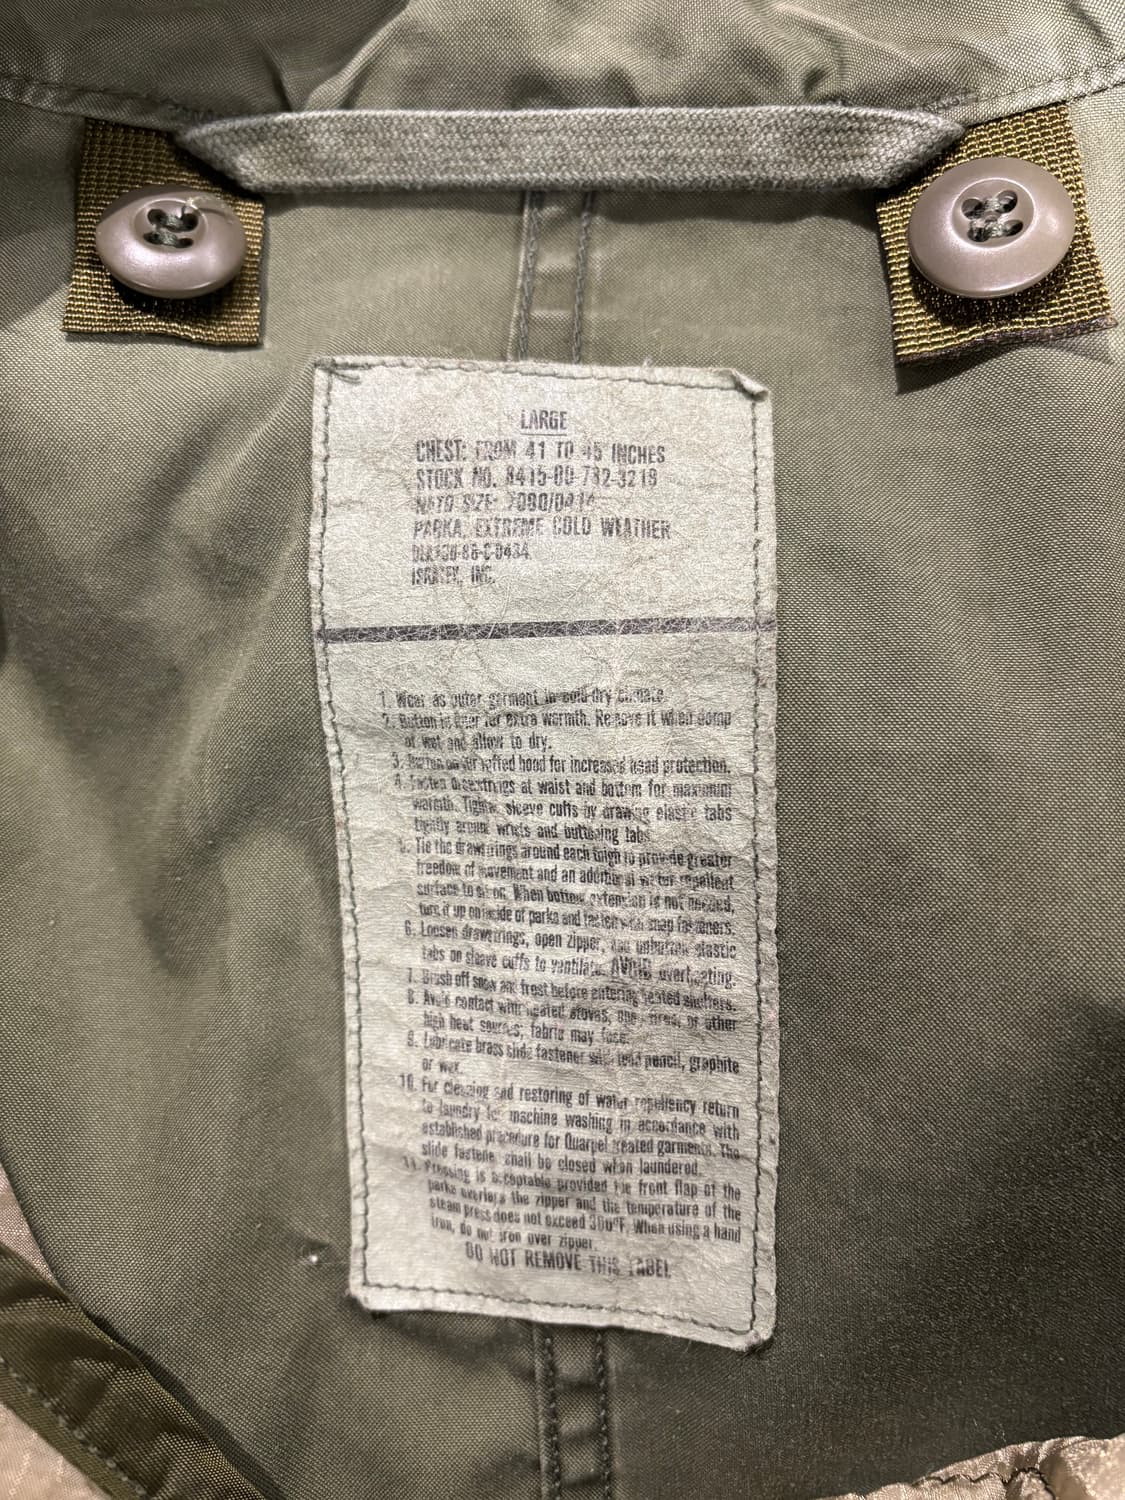 LARGE
CHEST: FROM 41 TO 45 INCHES
STOCK NO. 8415-00-782-3218
NATO SIZE:
PARKA, EXTREME COLD WEATHER
ISRATEX, INC.
1. Wear as outer garment in cold-dry climate.
2. Button in liner for extra warmth. Remove it when damp
or wet and allow to dry.
3. Button on hood for increased head protection.
4. Fasten drawstrings at waist and bottom for maximum
warmth. Tighten sleeve cuffs by drawing elastic tabs
tightly around wrists and buttoning tabs.
5. Tie the drawstrings around each thigh to provide greater
freedom of movement and an additional water repellent
surface to sit on. When bottom extension is not needed,
turn it up on inside of parka and fasten with snap fasteners.
6. Loosen drawstrings, open zipper, and unbutton elastic
tabs on sleeve cuffs to ventilate. AVOID overheating.
7. Brush off snow and frost before entering heated shelters.
8. Avoid contact with heated stoves, open fires, or other
high heat sources; fabric may fuse.
9. Lubricate brass slide fastener with lead pencil, graphite
or wax.
10. For cleaning and restoring of water repellency return
to laundry for machine washing in accordance with
established procedure for Quarpel treated garments. The
slide fastener shall be closed when laundered.
11. Pressing is acceptable provided the front flap of the
parka overlaps the zipper and the temperature of the
steam press does not exceed 300°F. When using a hand
iron, do not iron over zipper.
DO NOT REMOVE THIS LABEL